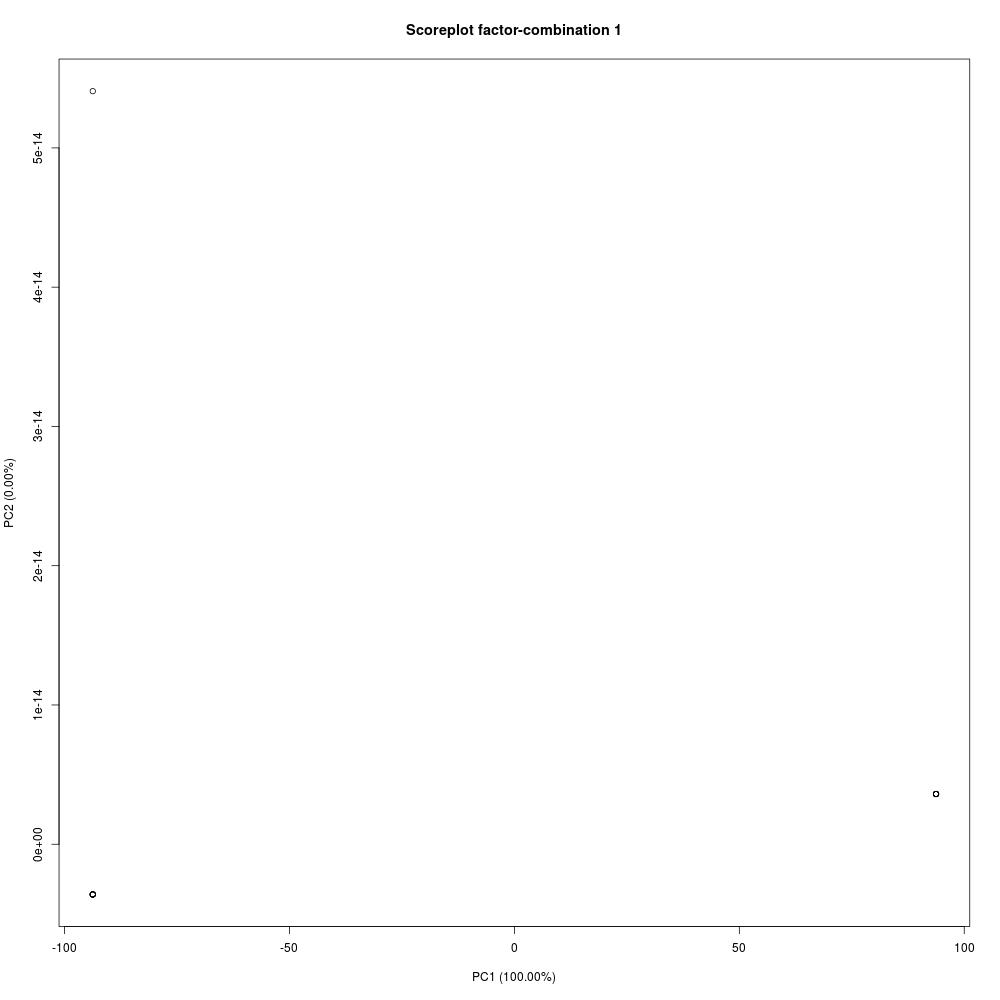 Scoreplot factor-combination 1
5e-14
4e-14
3e-14
2e-14
1e-14
0e+00
PC2 (0.00%)
-100
-50
0
50
100
PC1 (100.00%)